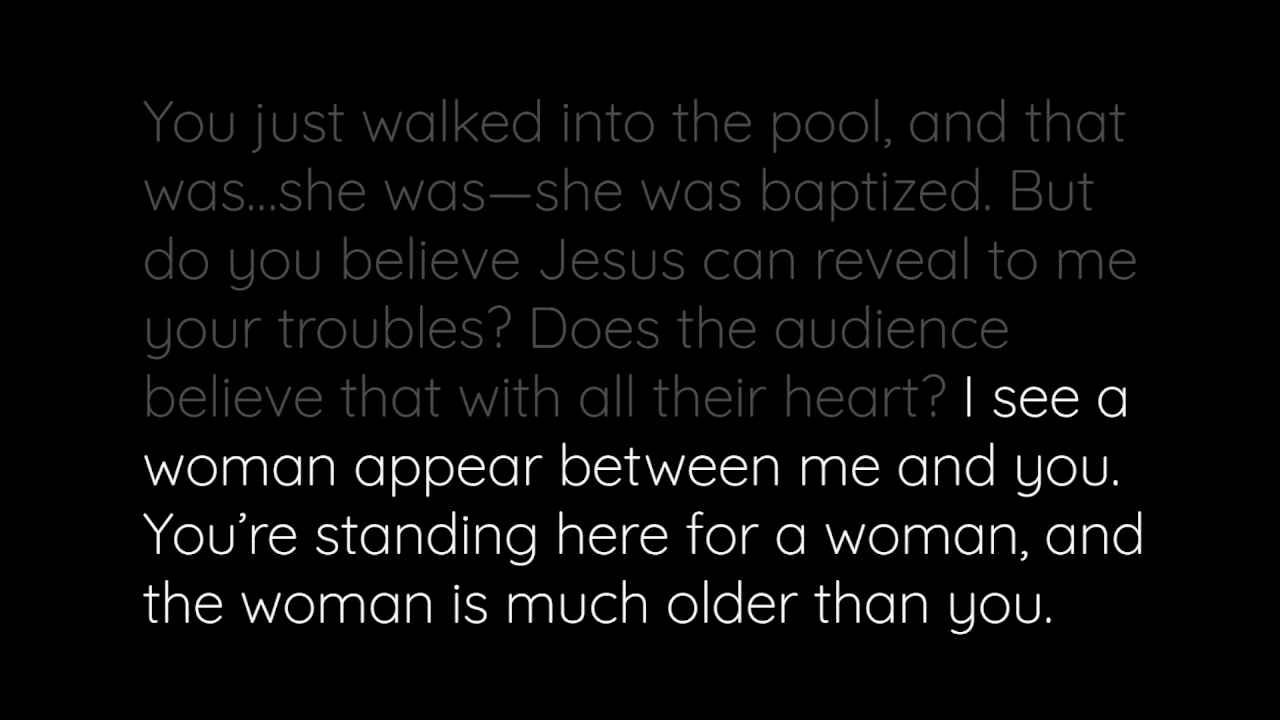 You just walked into the pool, and that
was...she was—she was baptized. But
do you believe Jesus can reveal to me
your troubles? Does the audience
believe that with all their heart? I see a
woman appear between me and you.
You’re standing here for a woman, and
the woman is much older than you.